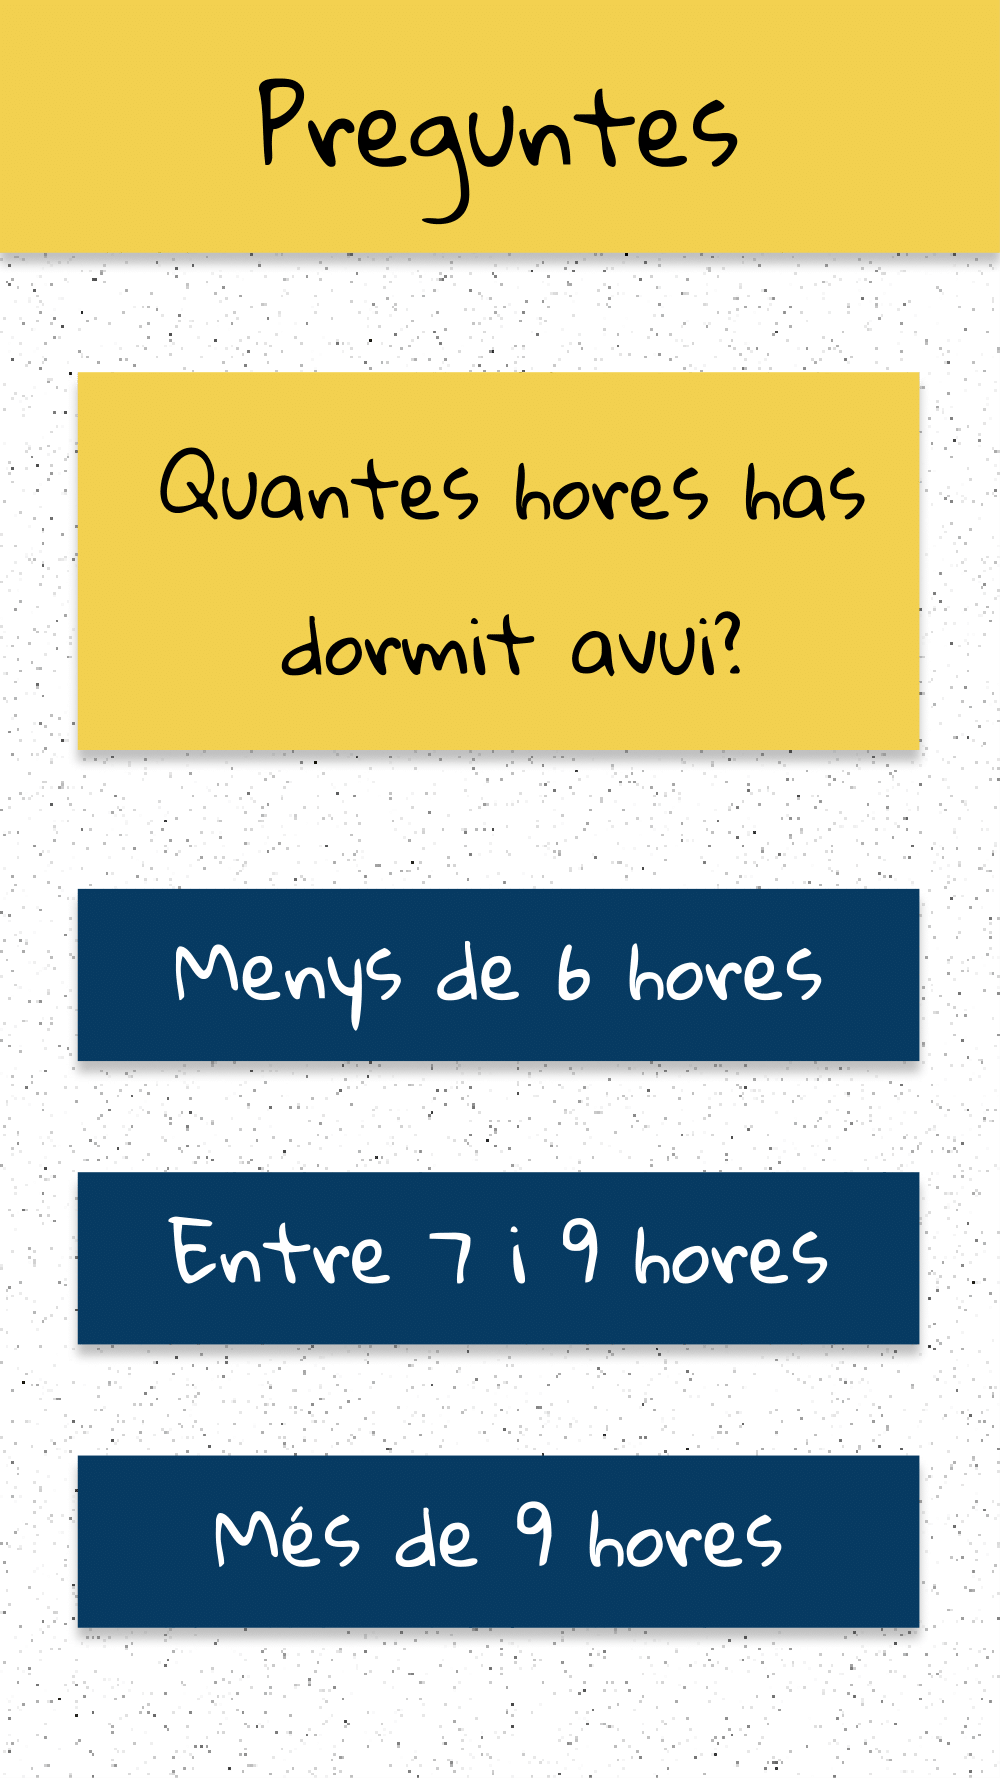 Preguntes
Quantes hores has
dormit avui?
Menys de 6 hores
Entre 7 i 9 hores
Més de 9 hores